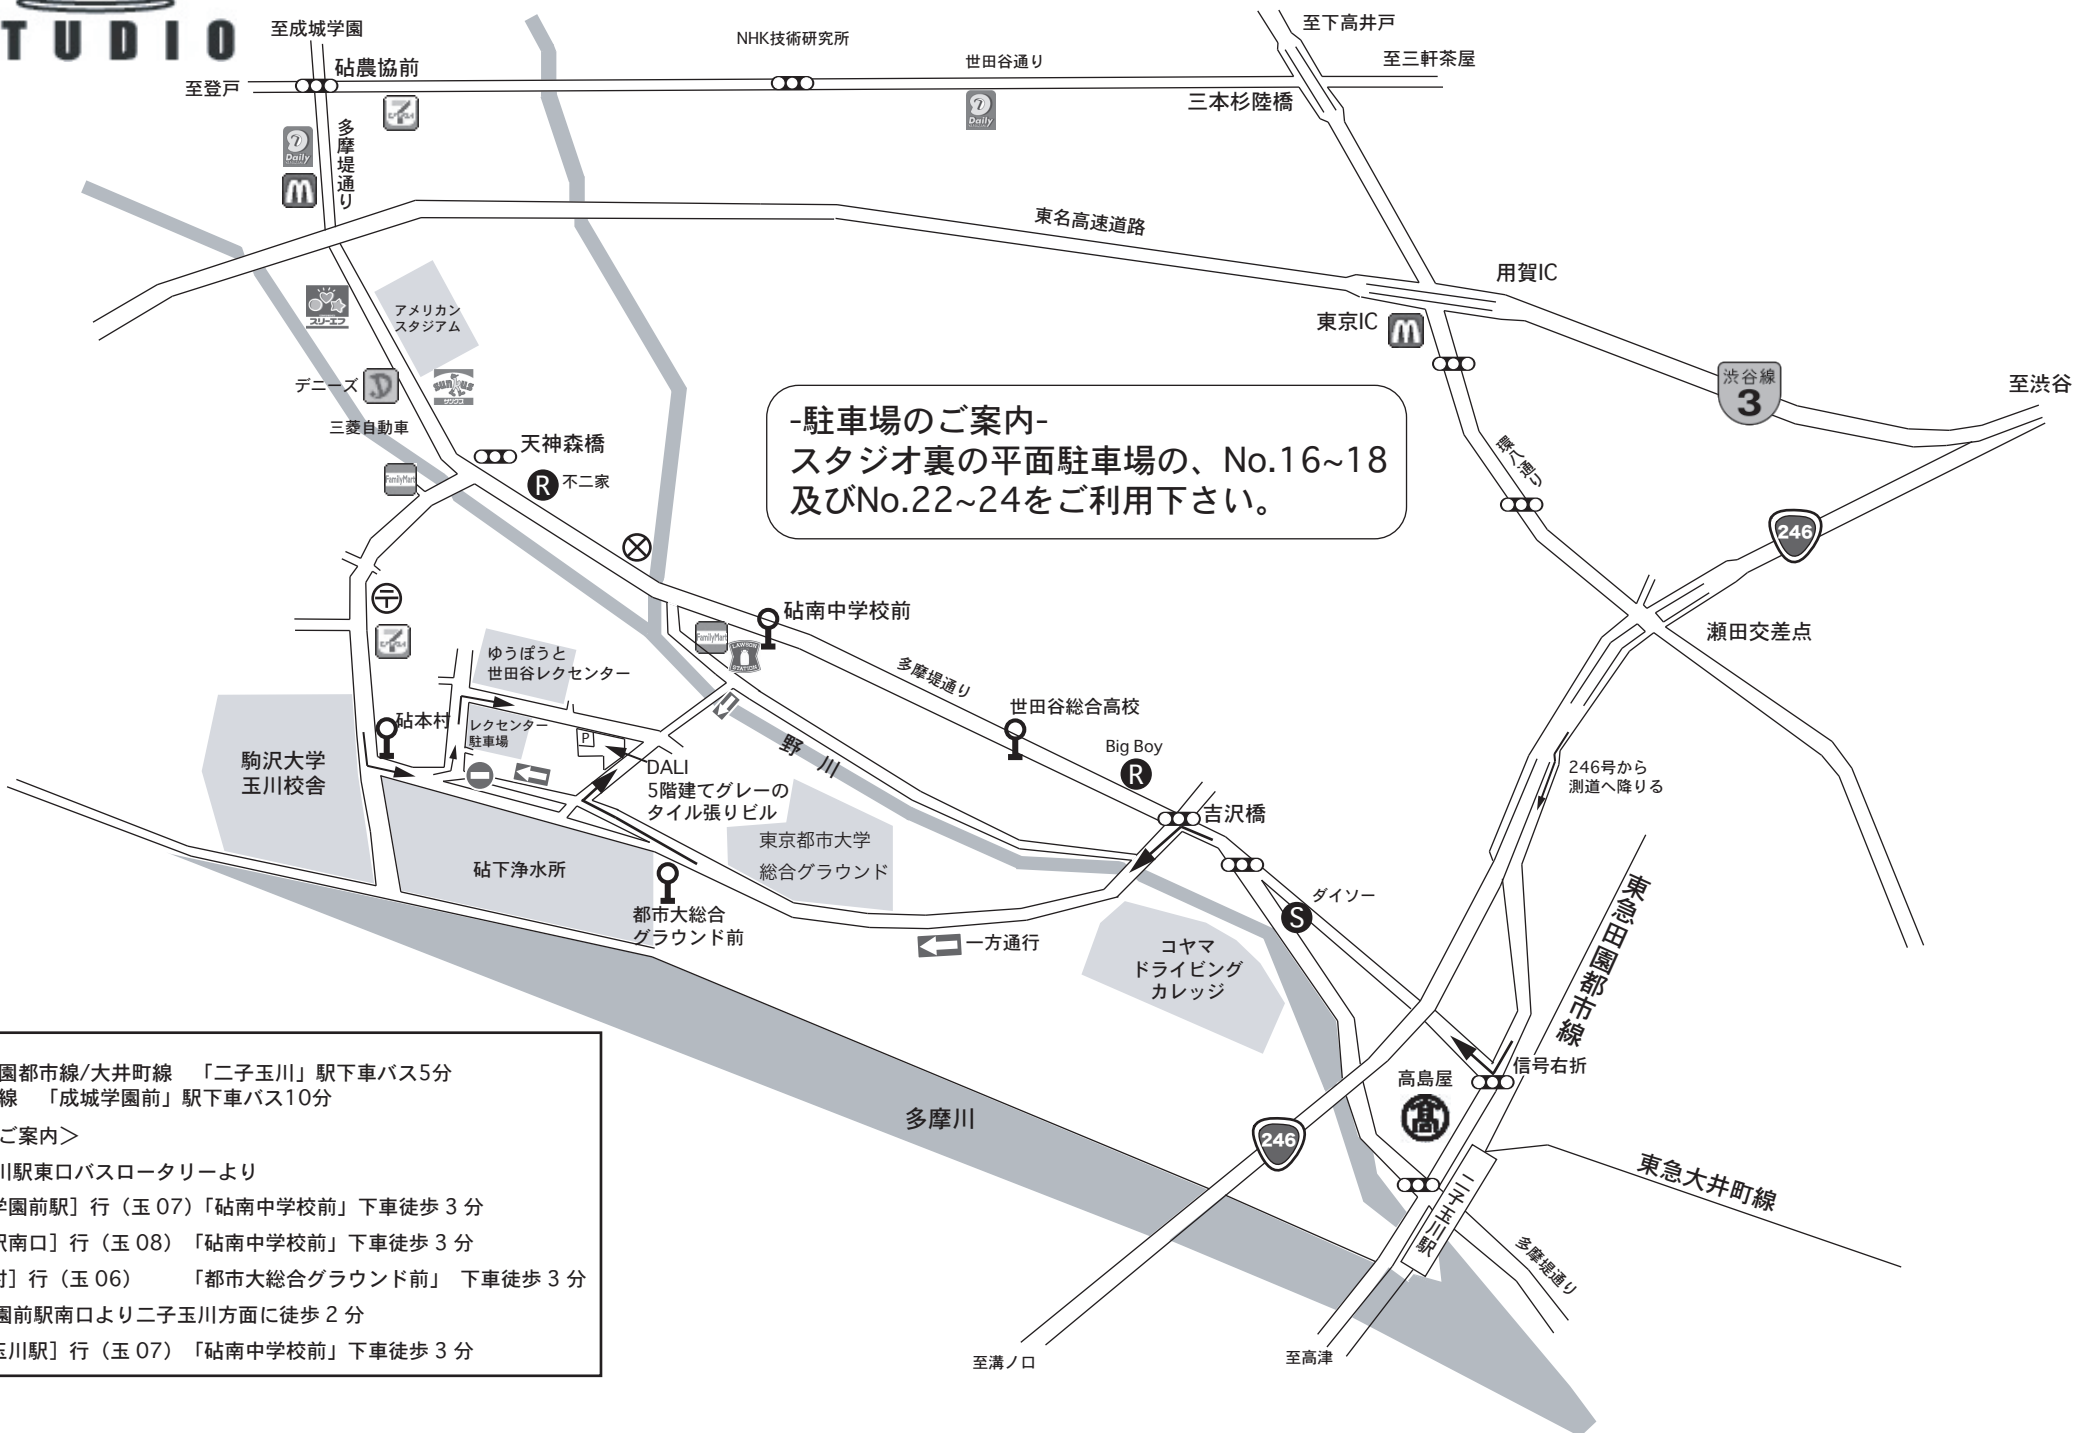 TUDIO
至成城学園
砧農協前
至登戸
多摩堤通り
Daily
NHK技術研究所
世田谷通り
Daily
至下高井戸
至三軒茶屋
三本杉陸橋
東名高速道路
用賀IC
東京IC
渋谷線
3
至渋谷
スリーエフ
アメリカン
スタジアム
デニーズ
sunkus
サンクス
三菱自動車
天神森橋
FamilyMart
R
不二家
-駐車場のご案内-
スタジオ裏の平面駐車場の、No.16~18
及びNo.22~24をご利用下さい。
環八通り
246
瀬田交差点
砧南中学校前
FamilyMart
LAWSON
STATION
多摩堤通り
ゆうぽうと
世田谷レクセンター
砧本村
レクセンター
駐車場
P
駒沢大学
玉川校舎
DALI
5階建てグレーの
タイル張りビル
野川
世田谷総合高校
Big Boy
R
吉沢橋
246号から
測道へ降りる
東京都市大学
総合グラウンド
砧下浄水所
都市大総合
グラウンド前
一方通行
ダイソー
S
コヤマ
ドライビング
カレッジ
東急田園都市線
信号右折
高島屋
髙
多摩川
246
二子玉川駅
東急大井町線
多摩堤通り
至溝ノ口
至高津
園都市線/大井町線 「二子玉川」駅下車バス5分
線 「成城学園前」駅下車バス10分
ご案内＞
川駅東口バスロータリーより
学園前駅］行（玉 07）「砧南中学校前」下車徒歩 3 分
駅南口］行（玉 08） 「砧南中学校前」下車徒歩 3 分
村］行（玉 06） 「都市大総合グラウンド前」 下車徒歩 3 分
園前駅南口より二子玉川方面に徒歩 2 分
玉川駅］行（玉 07） 「砧南中学校前」下車徒歩 3 分